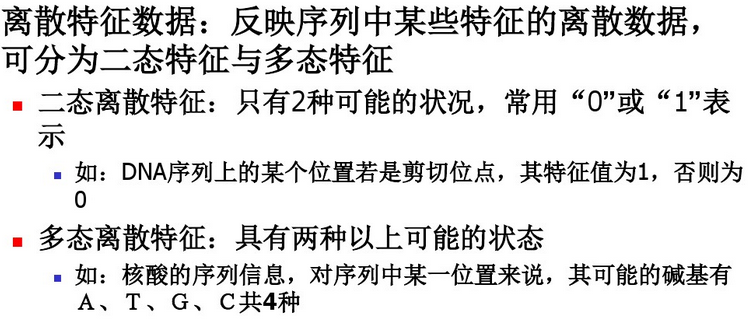 离散特征数据：反映序列中某些特征的离散数据，
可分为二态特征与多态特征
二态离散特征：只有2种可能的状况，常用“0”或“1”表
示
如：DNA序列上的某个位置若是剪切位点，其特征值为1，否则为
0
多态离散特征：具有两种以上可能的状态
如：核酸的序列信息，对序列中某一位置来说，其可能的碱基有
Ａ、Ｔ、Ｇ、Ｃ共4种